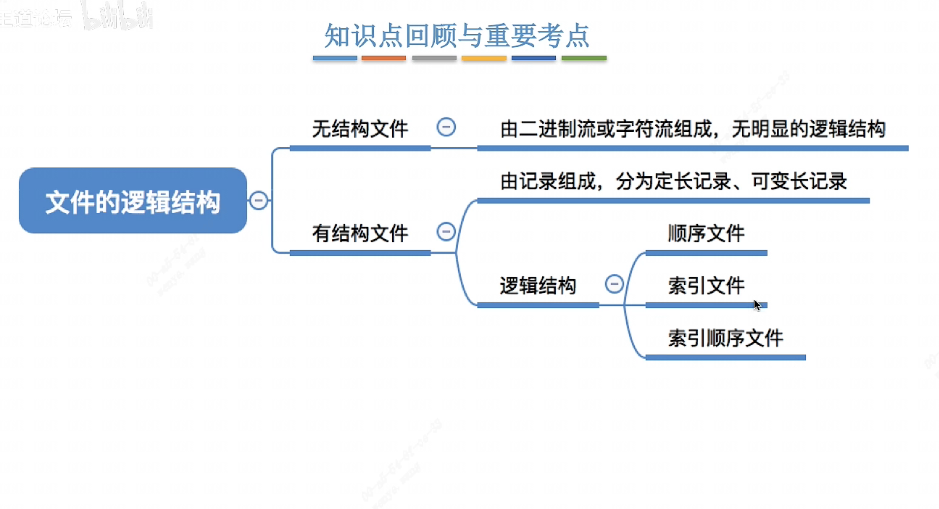 知识点回顾与重要考点
无结构文件
由二进制流或字符流组成，无明显的逻辑结构
由记录组成，分为定长记录、可变长记录
文件的逻辑结构
有结构文件
顺序文件
逻辑结构
索引文件
索引顺序文件